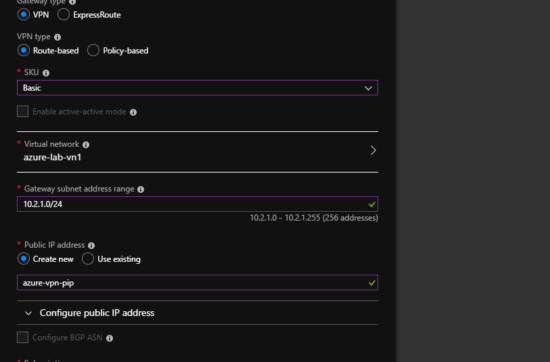 Gateway type
VPN ExpressRoute
VPN type
Route-based Policy-based
* SKU
Basic
Enable active-active mode
* Virtual network
azure-lab-vn1
* Gateway subnet address range
10.2.1.0/24
10.2.1.0 - 10.2.1.255 (256 addresses)
* Public IP address
Create new Use existing
azure-vpn-pip
Configure public IP address
Configure BGP ASN
* Subscription